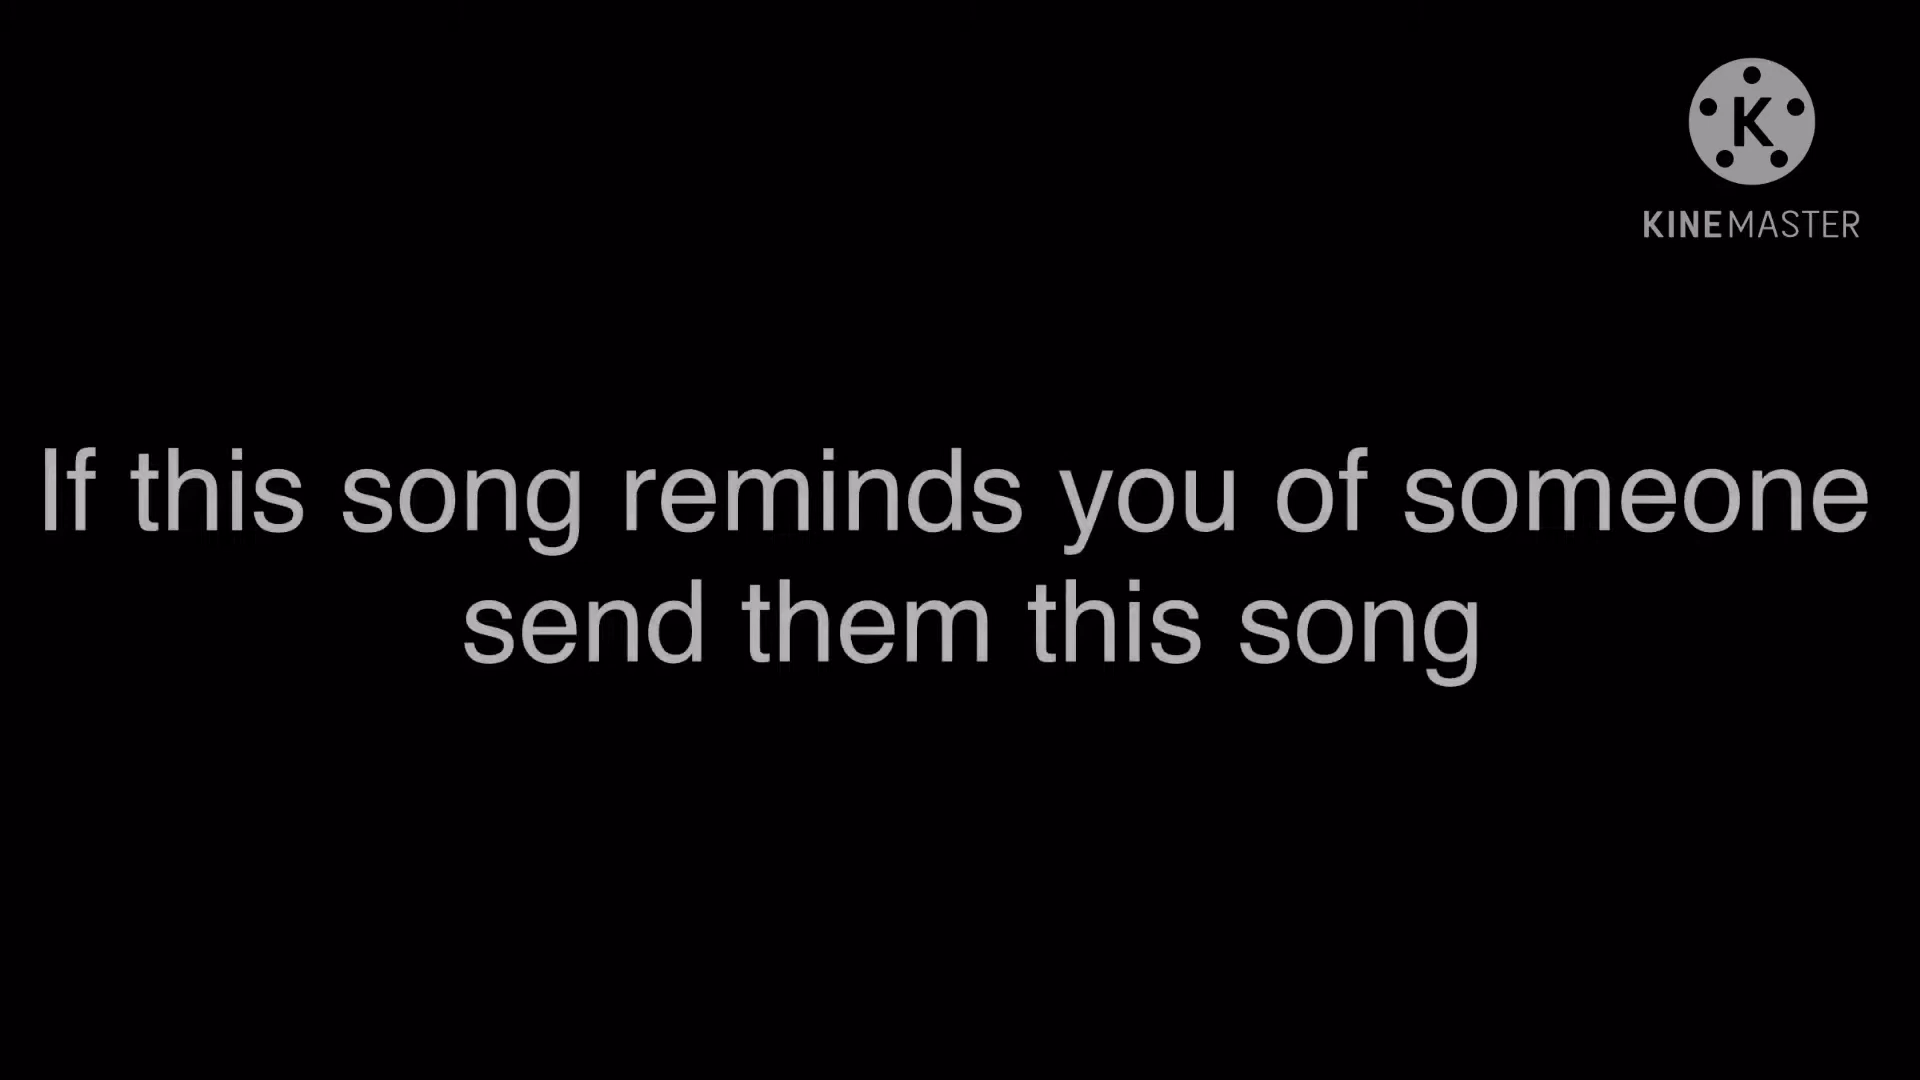 K
KINEMASTER
If this song reminds you of someone
send them this song